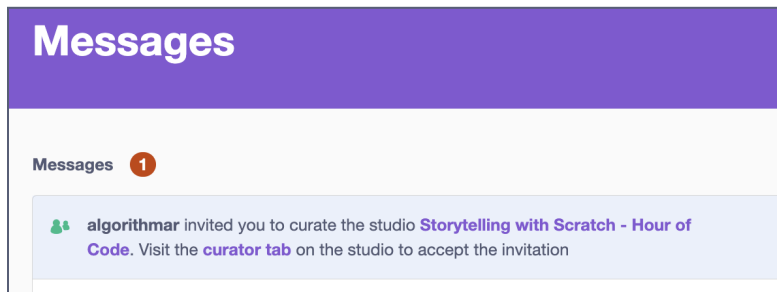 Messages
Messages 1
algorithmar invited you to curate the studio Storytelling with Scratch - Hour of
Code. Visit the curator tab on the studio to accept the invitation